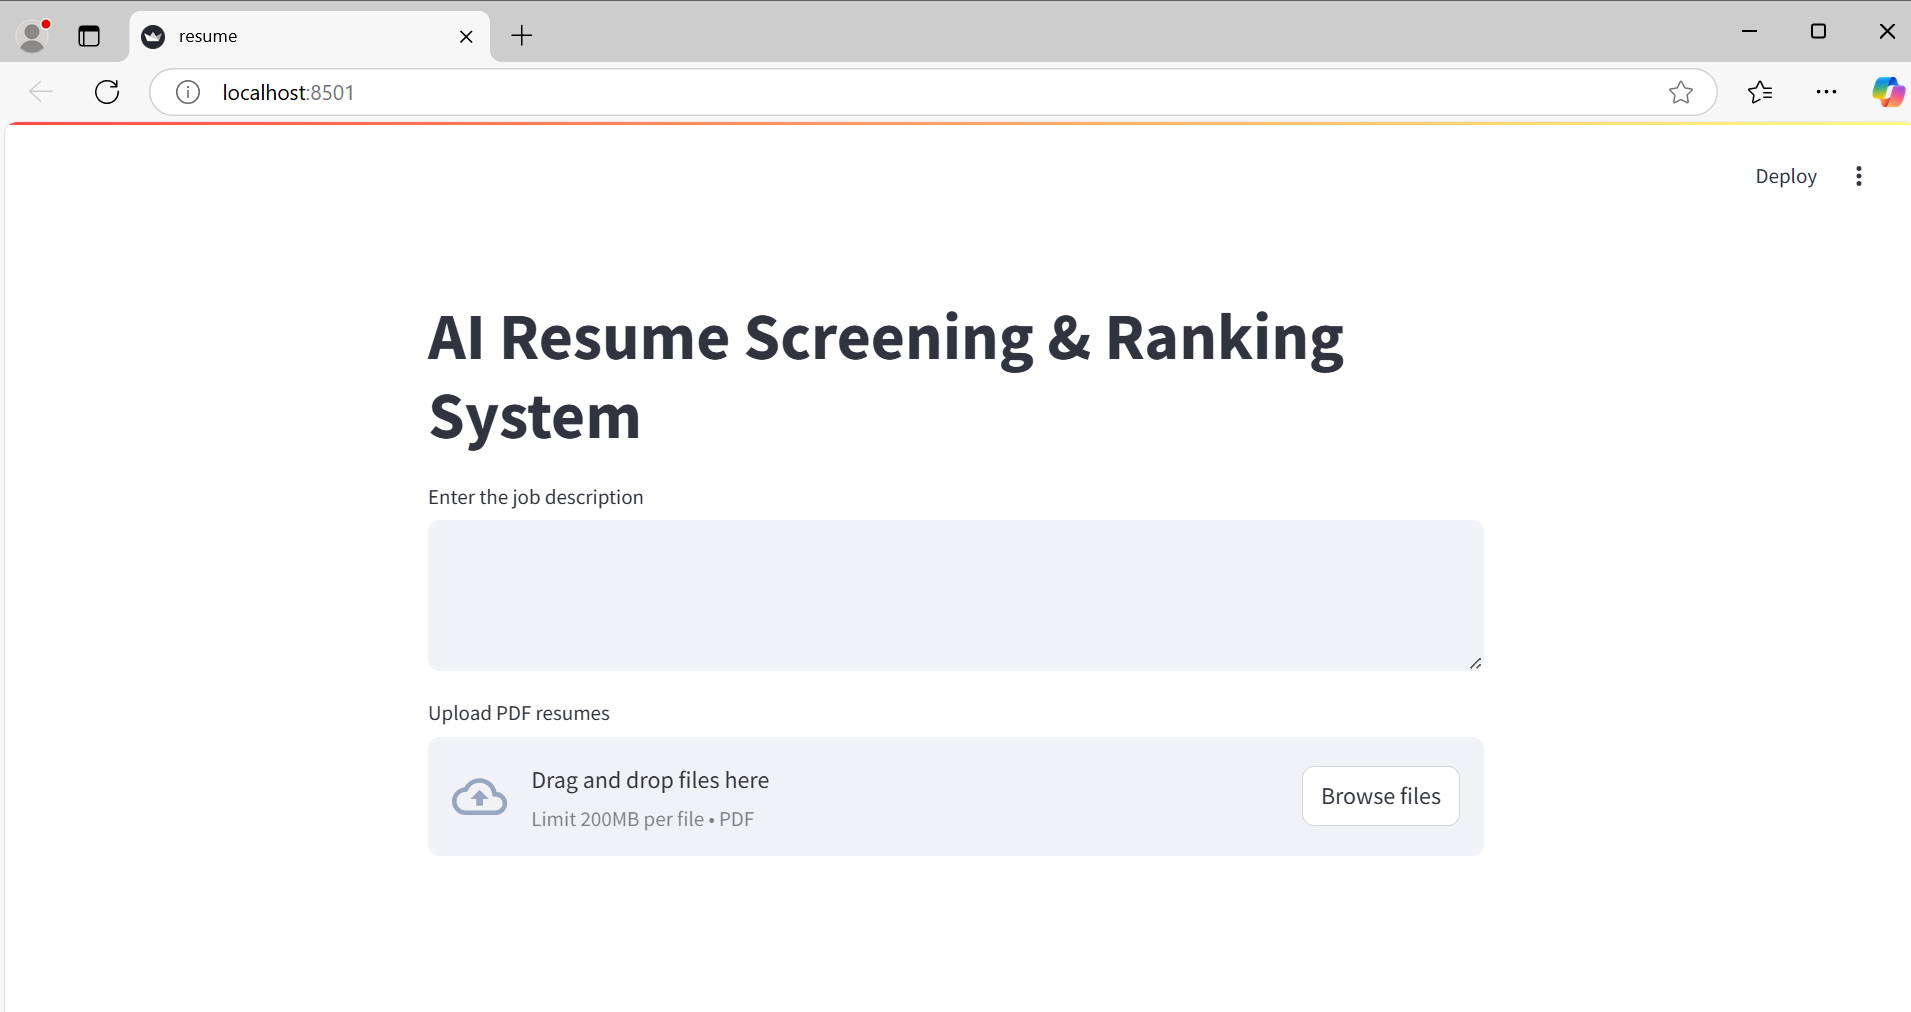 resume
localhost:8501
Deploy
AI Resume Screening & Ranking
System
Enter the job description
Upload PDF resumes
Drag and drop files here
Limit 200MB per file • PDF
Browse files